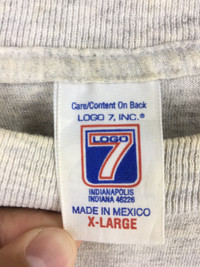 Care/Content On Back
LOGO 7, INC.®
LOGO
7
INDIANAPOLIS
INDIANA 46226
MADE IN MEXICO
X-LARGE